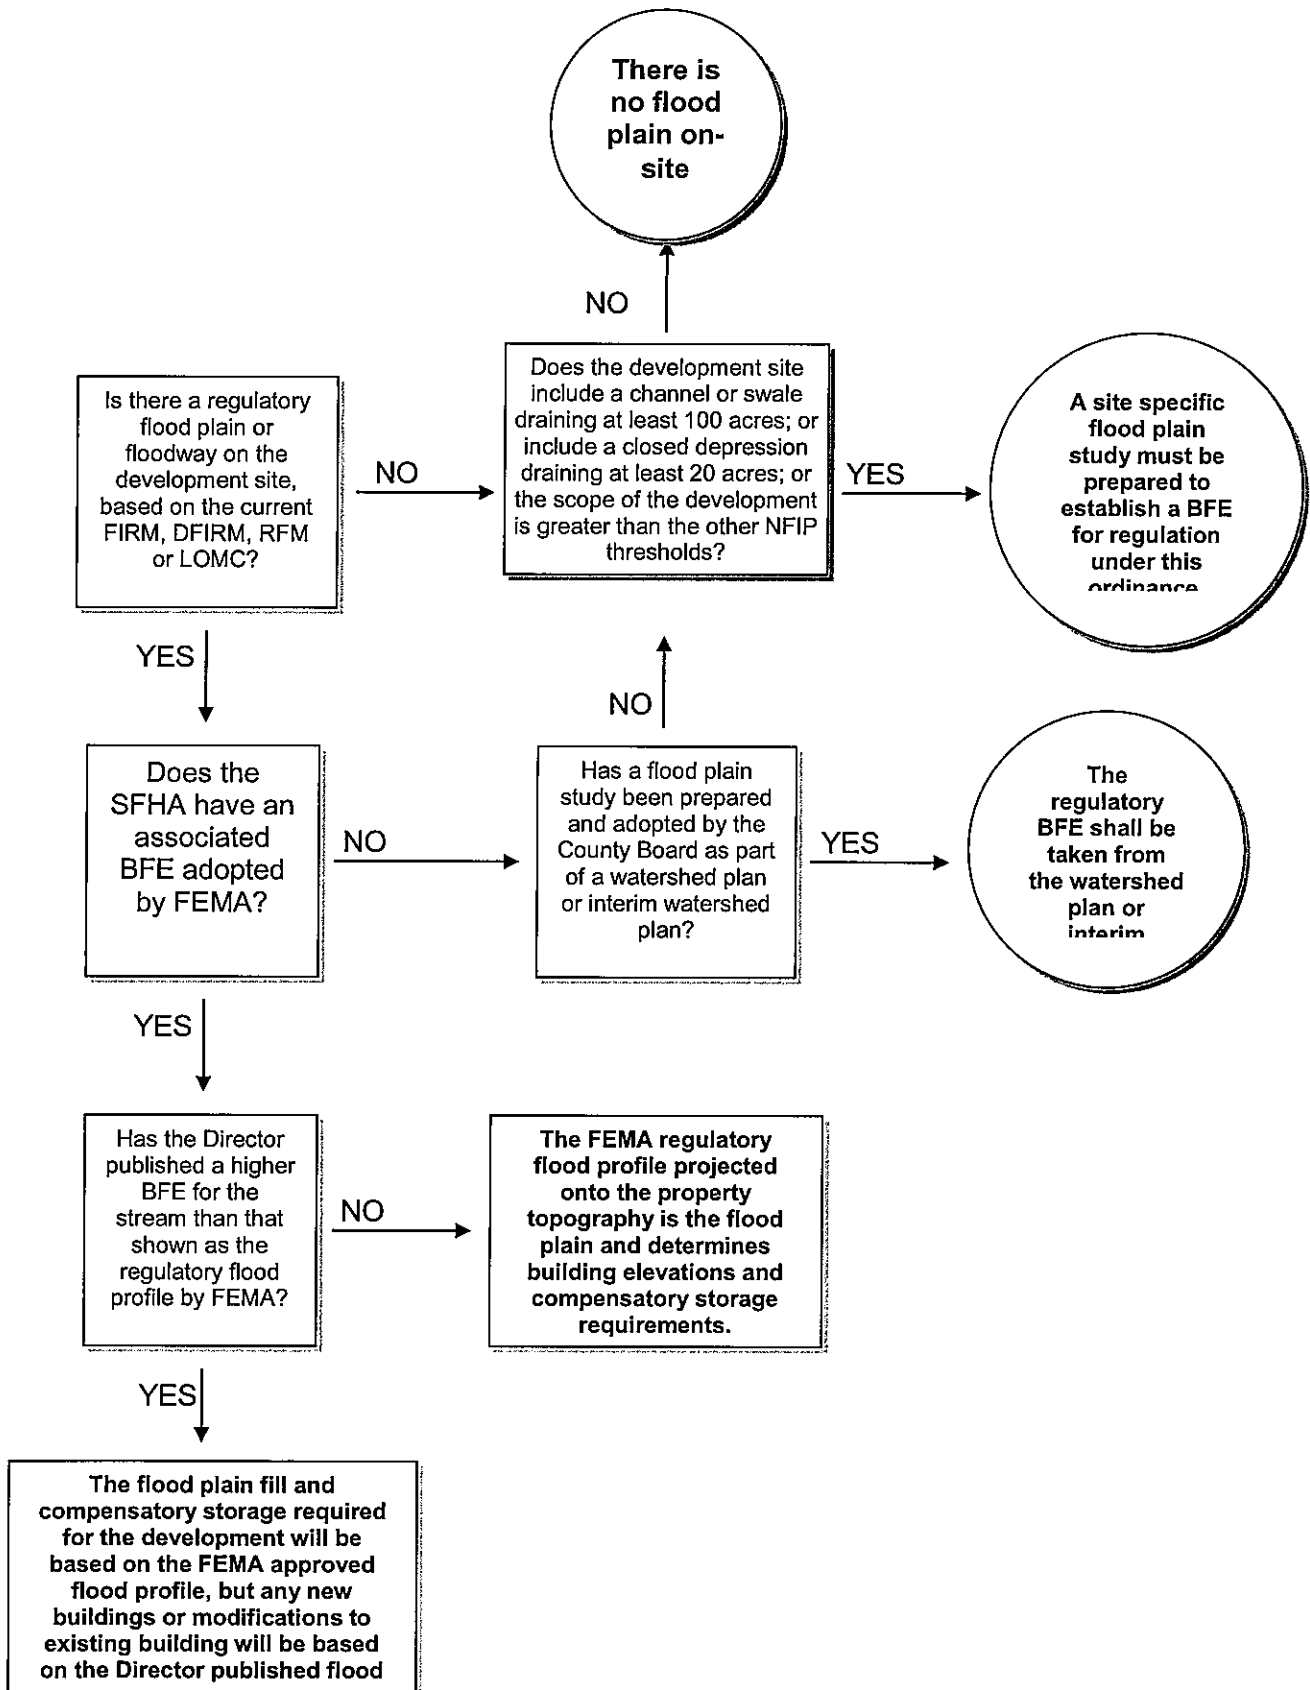 There is
no flood
plain on-
site
NO
Is there a regulatory
flood plain or
floodway on the
development site,
based on the current
FIRM, DFIRM, RFM
or LOMC?
NO
Does the development site
include a channel or swale
draining at least 100 acres; or
include a closed depression
draining at least 20 acres; or
the scope of the development
is greater than the other NFIP
thresholds?
YES
A site specific
flood plain
study must be
prepared to
establish a BFE
for regulation
under this
ordinance
YES
NO
Does the
SFHA have an
associated
BFE adopted
by FEMA?
NO
Has a flood plain
study been prepared
and adopted by the
County Board as part
of a watershed plan
or interim watershed
plan?
YES
The
regulatory
BFE shall be
taken from
the watershed
plan or
interim
YES
Has the Director
published a higher
BFE for the
stream than that
shown as the
regulatory flood
profile by FEMA?
NO
The FEMA regulatory
flood profile projected
onto the property
topography is the flood
plain and determines
building elevations and
compensatory storage
requirements.
YES
The flood plain fill and
compensatory storage required
for the development will be
based on the FEMA approved
flood profile, but any new
buildings or modifications to
existing building will be based
on the Director published flood